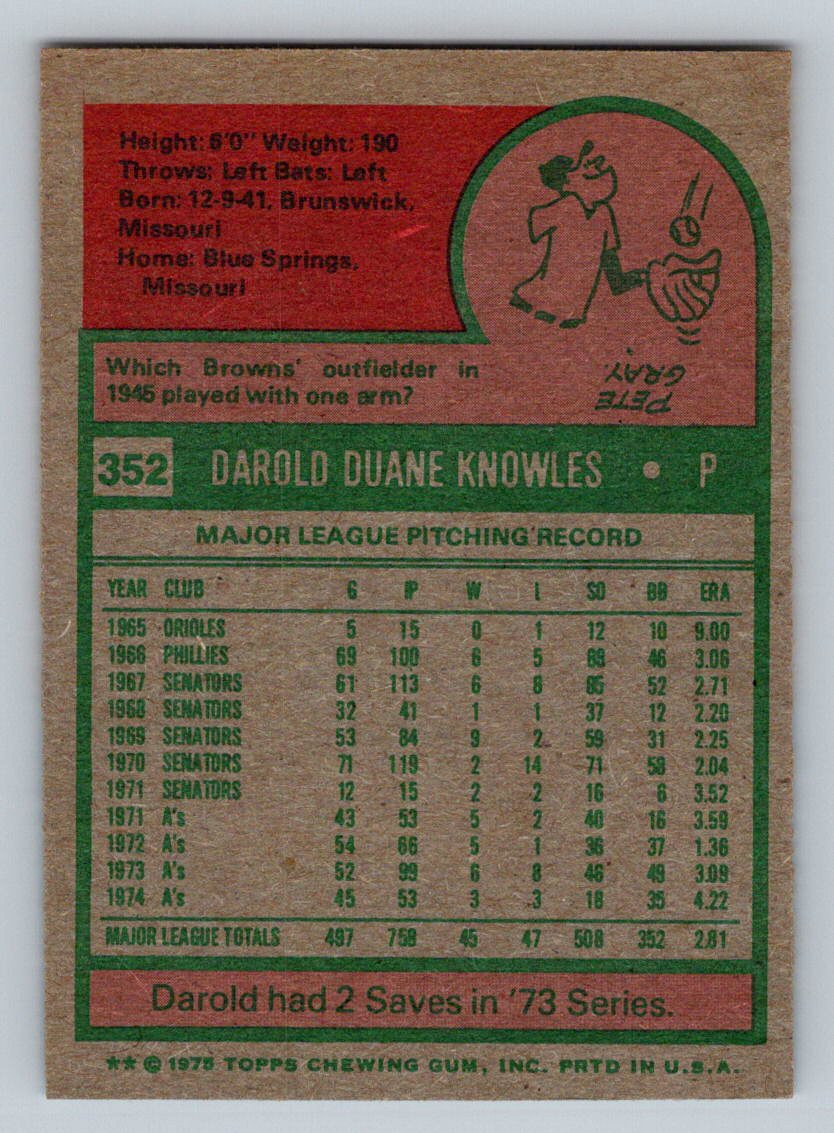 Height: 6'0" Weight: 190
Throws: Left Bats: Left
Born: 12-9-41, Brunswick,
Missouri
Home: Blue Springs,
Missouri
Which Browns' outfielder in
1945 played with one arm?
PETE
GRAY.
352 DAROLD DUANE KNOWLES • P
MAJOR LEAGUE PITCHING RECORD
YEAR CLUB G IP W L SO BB ERA
1965 ORIOLES 5 15 0 1 12 10 9.00
1966 PHILLIES 69 100 6 5 88 46 3.06
1967 SENATORS 61 113 6 8 85 52 2.71
1968 SENATORS 32 41 1 1 37 12 2.20
1969 SENATORS 53 84 9 2 59 31 2.25
1970 SENATORS 71 119 2 14 71 58 2.04
1971 SENATORS 12 15 2 2 16 6 3.52
1971 A's 43 53 5 2 40 16 3.59
1972 A's 54 66 5 1 36 37 1.36
1973 A's 52 99 6 8 46 49 3.09
1974 A's 45 53 3 3 18 35 4.22
MAJOR LEAGUE TOTALS 497 758 45 47 508 352 2.81
Darold had 2 Saves in '73 Series.
** © 1975 TOPPS CHEWING GUM, INC. PRTD IN U.S.A.